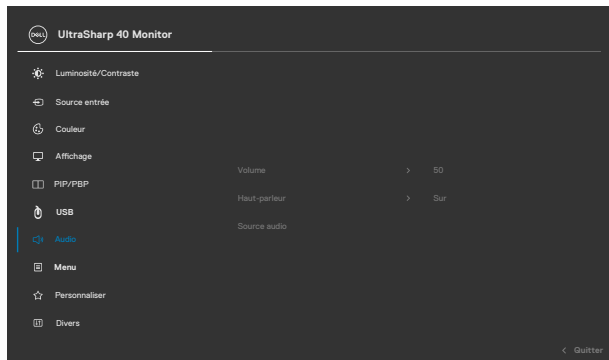 DELL UltraSharp 40 Monitor
Luminosité/Contraste
Source entrée
Couleur
Affichage
PIP/PBP
USB
Audio
Menu
Personnaliser
Divers
Volume > 50
Haut-parleur > Sur
Source audio
< Quitter